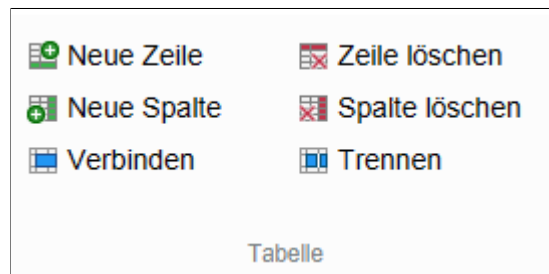 Neue Zeile
Zeile löschen
Neue Spalte
Spalte löschen
Verbinden
Trennen
Tabelle